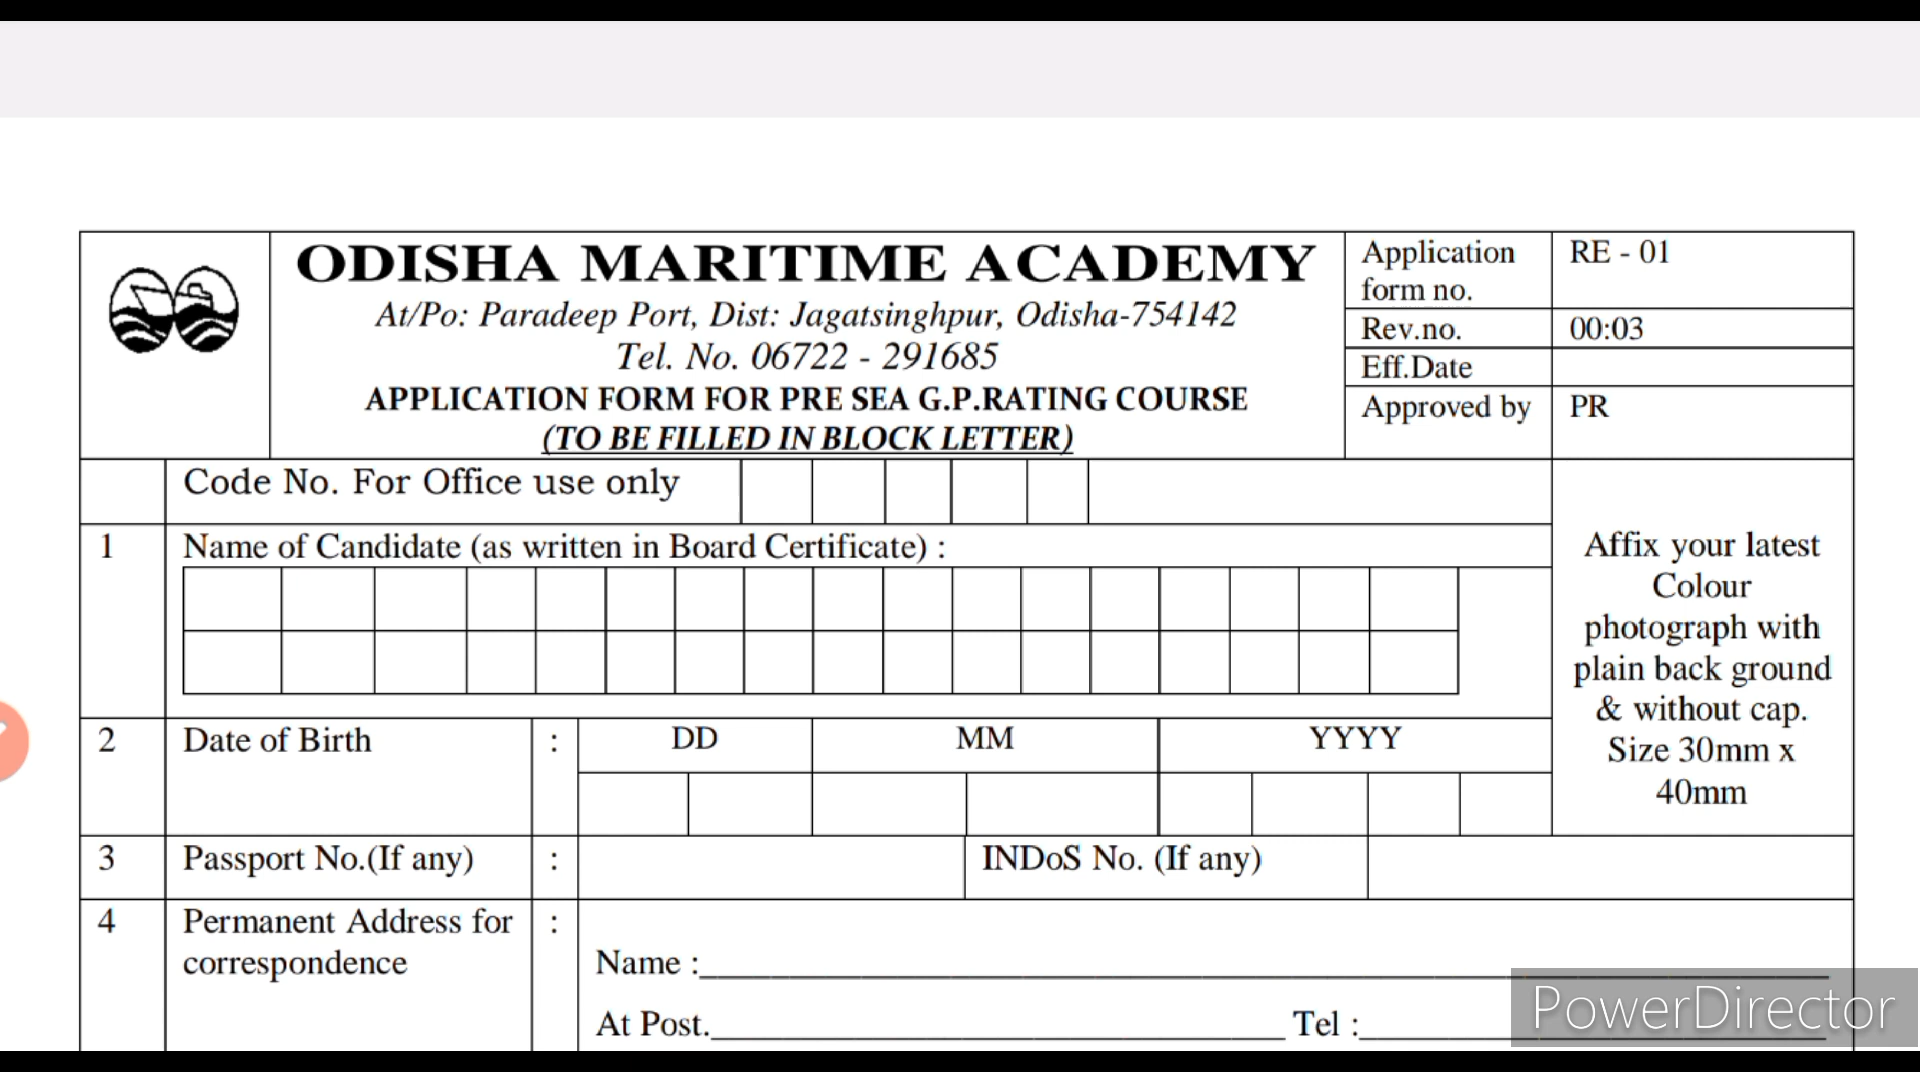 ODISHA MARITIME ACADEMY
At/Po: Paradeep Port, Dist: Jagatsinghpur, Odisha-754142
Tel. No. 06722 - 291685
APPLICATION FORM FOR PRE SEA G.P.RATING COURSE
(TO BE FILLED IN BLOCK LETTER)
Application form no. RE - 01
Rev.no. 00:03
Eff.Date
Approved by PR
Code No. For Office use only
1 Name of Candidate (as written in Board Certificate) :
Affix your latest
Colour
photograph with
plain back ground
& without cap.
Size 30mm x
40mm
2 Date of Birth : DD MM YYYY
3 Passport No.(If any) : INDoS No. (If any)
4 Permanent Address for correspondence :
Name :
At Post. Tel :
PowerDirector